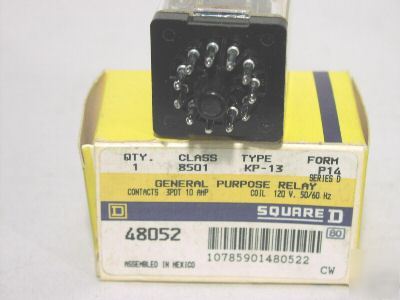 QTY. CLASS TYPE FORM
1 8501 KP-13 P14
SERIES D
GENERAL PURPOSE RELAY
CONTACTS 3PDT 10 AMP COIL 120 V. 50/60 Hz
D SQUARE D
48052 80
10785901480522
ASSEMBLED IN MEXICO CW